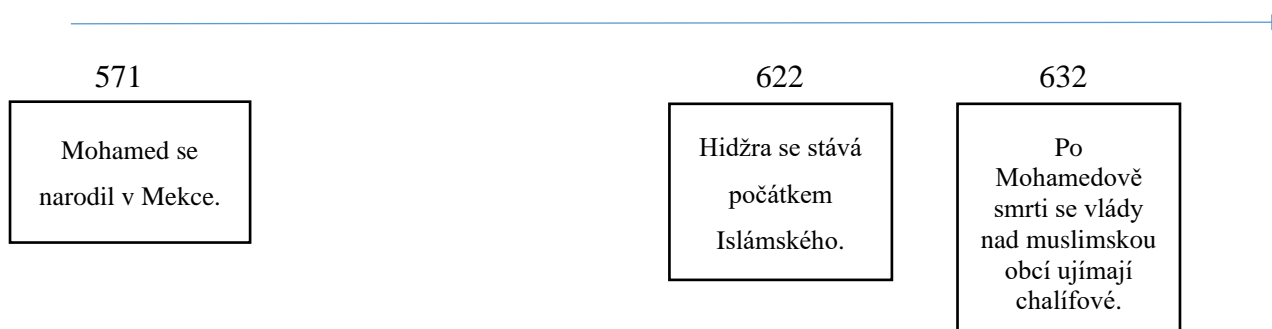 571
Mohamed se
narodil v Mekce.
622
Hidžra se stává
počátkem
Islámského.
632
Po
Mohamedově
smrti se vlády
nad muslimskou
obcí ujímají
chalífové.